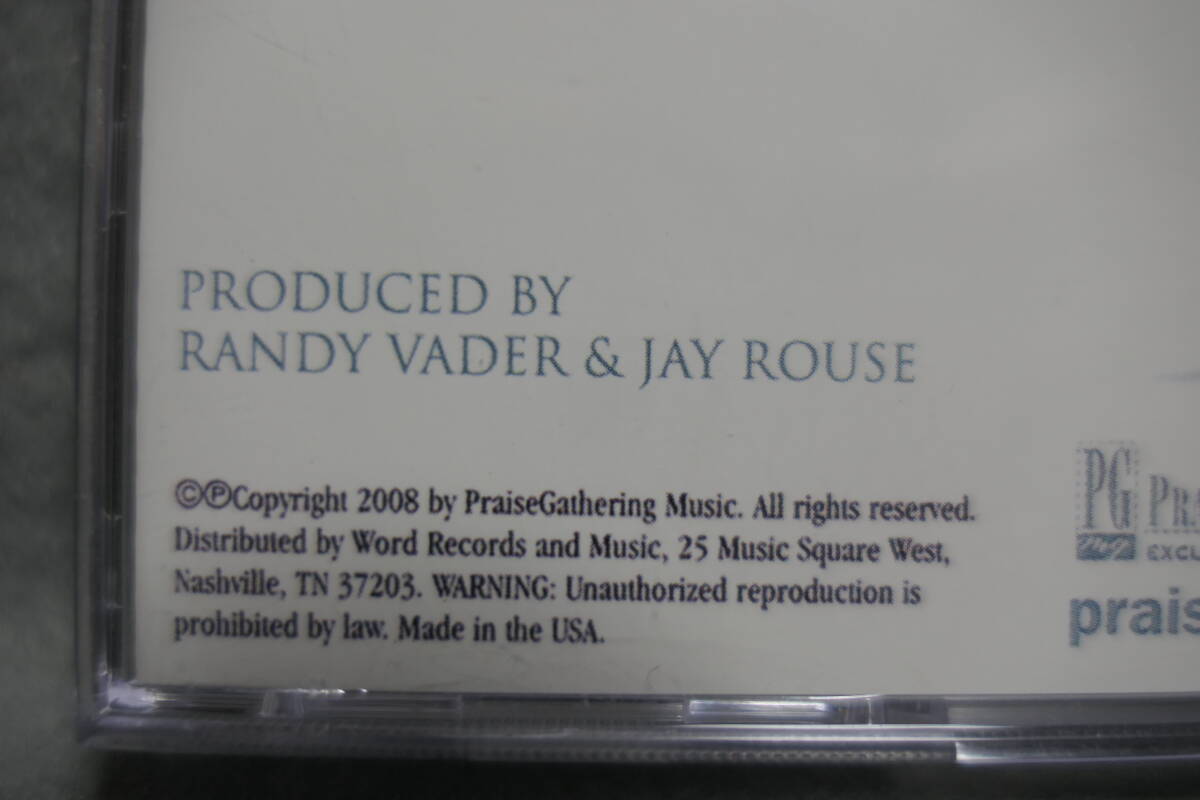 PRODUCED BY
RANDY VADER & JAY ROUSE
©℗Copyright 2008 by PraiseGathering Music. All rights reserved.
Distributed by Word Records and Music, 25 Music Square West,
Nashville, TN 37203. WARNING: Unauthorized reproduction is
prohibited by law. Made in the USA.
PG